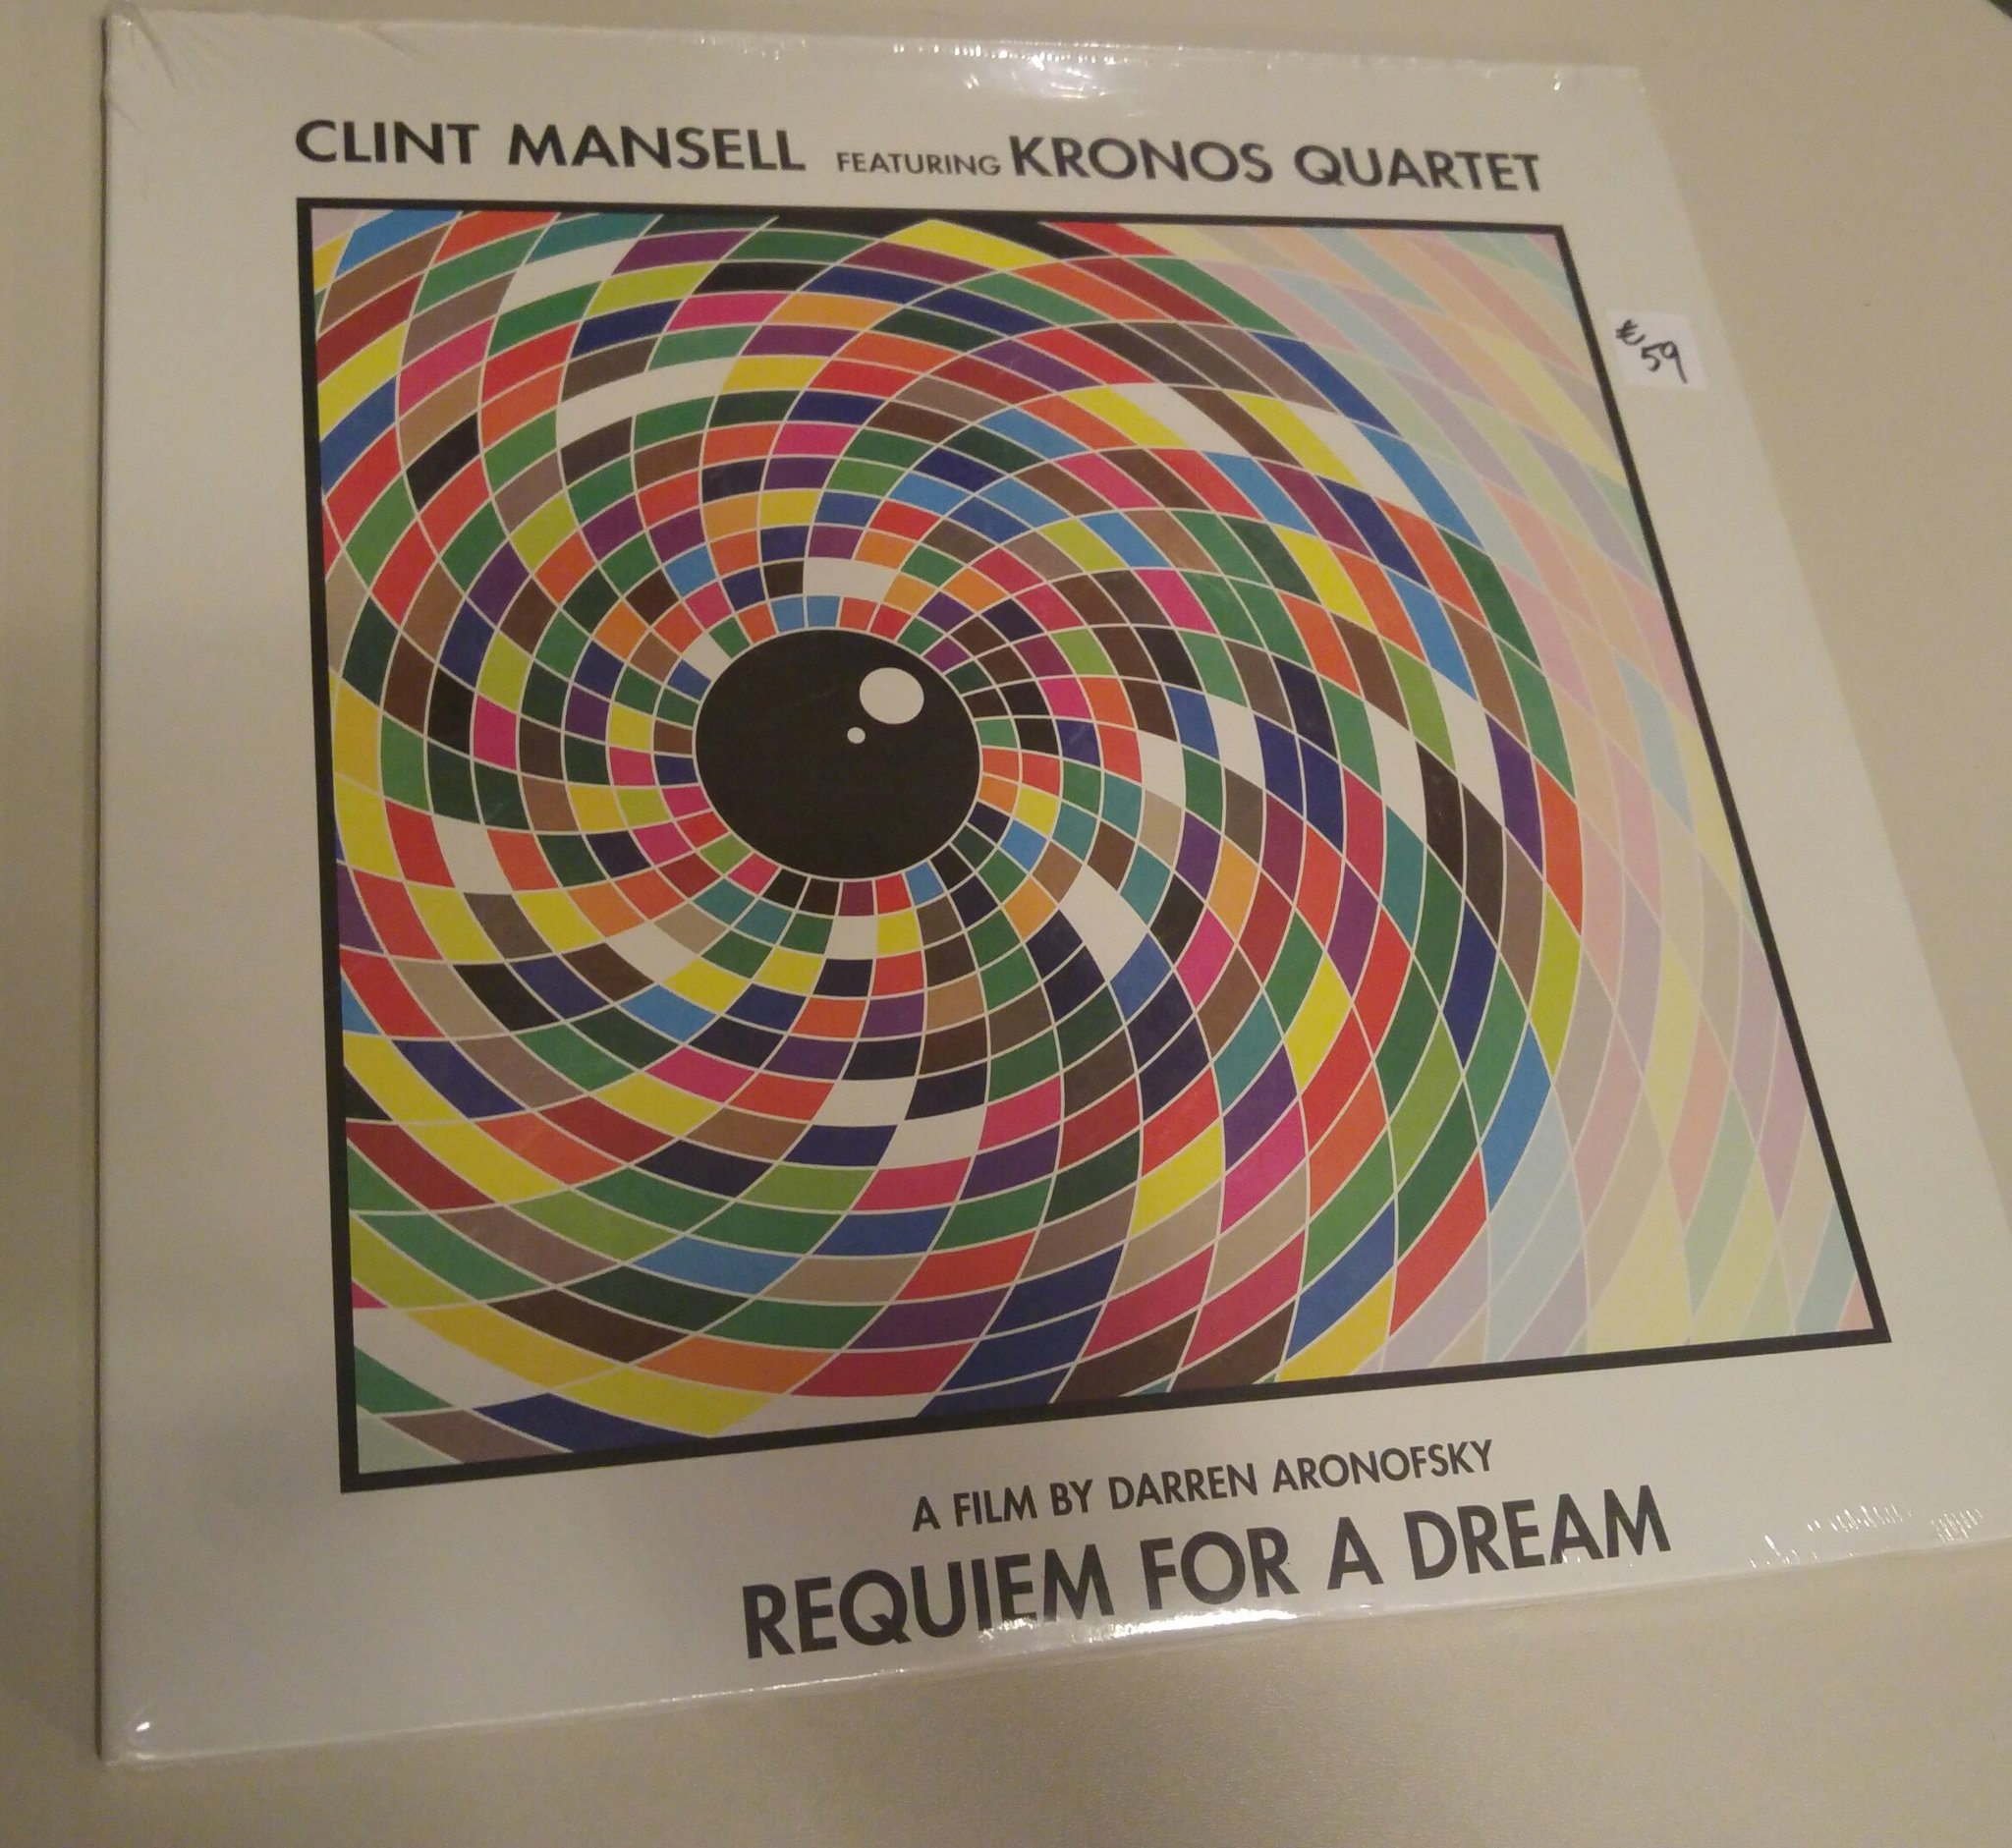 CLINT MANSELL FEATURING KRONOS QUARTET
€59
A FILM BY DARREN ARONOFSKY
REQUIEM FOR A DREAM